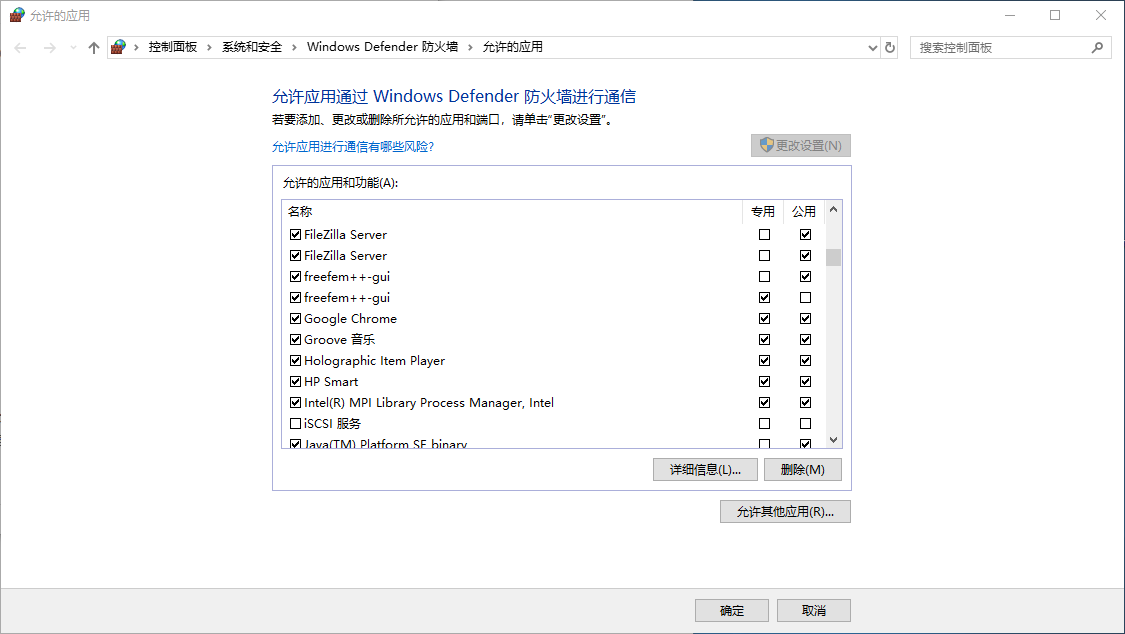 允许的应用
控制面板 系统和安全 Windows Defender 防火墙 允许的应用 搜索控制面板
允许应用通过 Windows Defender 防火墙进行通信
若要添加、更改或删除所允许的应用和端口，请单击“更改设置”。
允许应用进行通信有哪些风险? 更改设置(N)
允许的应用和功能(A):
名称 专用 公用
FileZilla Server
FileZilla Server
freefem++-gui
freefem++-gui
Google Chrome
Groove 音乐
Holographic Item Player
HP Smart
Intel(R) MPI Library Process Manager, Intel
iSCSI 服务
Java(TM) Platform SE binary
详细信息(L)... 删除(M)
允许其他应用(R)...
确定 取消